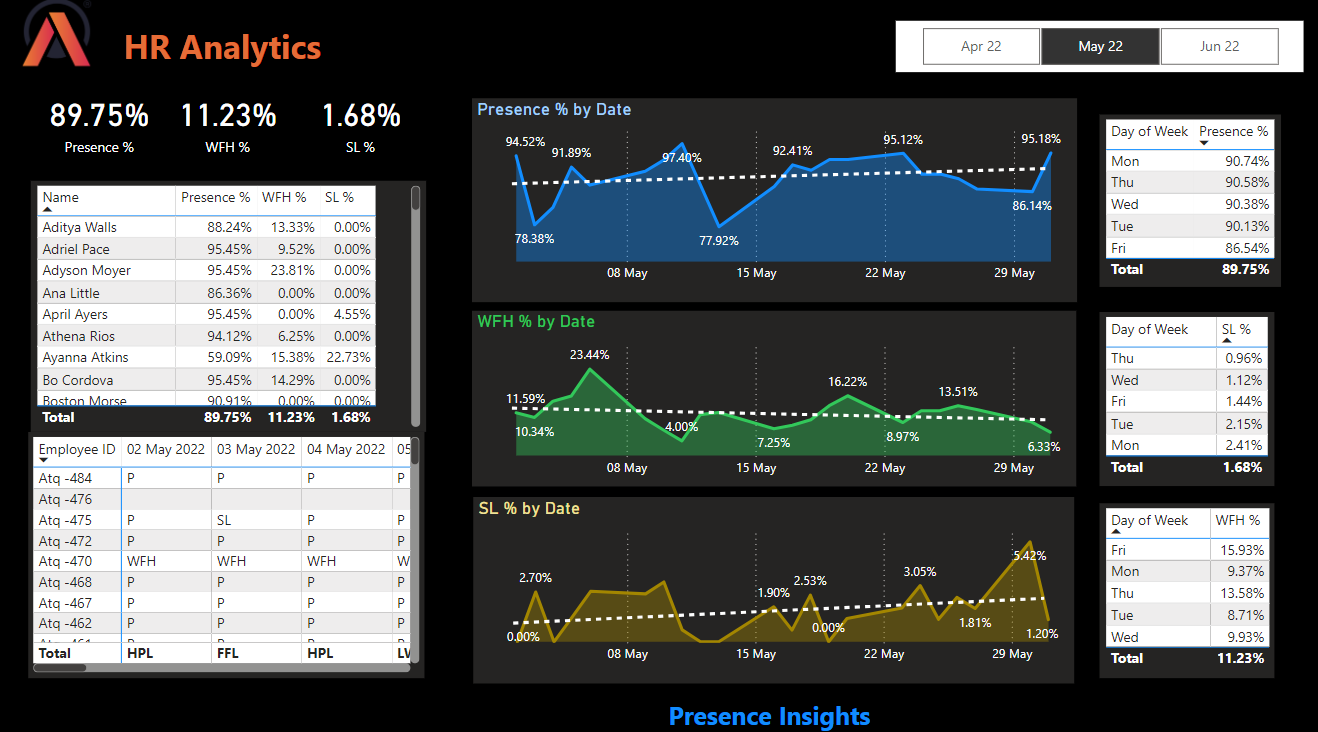 HR Analytics
Apr 22 May 22 Jun 22
89.75% 11.23% 1.68%
Presence % WFH % SL %
Name Presence % WFH % SL %
Aditya Walls 88.24% 13.33% 0.00%
Adriel Pace 95.45% 9.52% 0.00%
Adyson Moyer 95.45% 23.81% 0.00%
Ana Little 86.36% 0.00% 0.00%
April Ayers 95.45% 0.00% 4.55%
Athena Rios 94.12% 6.25% 0.00%
Ayanna Atkins 59.09% 15.38% 22.73%
Bo Cordova 95.45% 14.29% 0.00%
Boston Morse 90.91% 0.00% 0.00%
Total 89.75% 11.23% 1.68%
Employee ID 02 May 2022 03 May 2022 04 May 2022 05
Atq -484 P P P P
Atq -476
Atq -475 P SL P P
Atq -472 P P P P
Atq -470 WFH WFH WFH W
Atq -468 P P P P
Atq -467 P P P P
Atq -462 P P P P
Atq -461 P P P P
Total HPL FFL HPL LW
Presence % by Date
94.52% 91.89% 97.40% 92.41% 95.12% 95.18%
78.38% 77.92% 86.14%
08 May 15 May 22 May 29 May
WFH % by Date
23.44%
11.59% 16.22% 13.51%
10.34% 4.00% 7.25% 8.97% 6.33%
08 May 15 May 22 May 29 May
SL % by Date
2.70% 1.90% 2.53% 3.05% 5.42%
0.00% 0.00% 1.81% 1.20%
08 May 15 May 22 May 29 May
Day of Week Presence %
Mon 90.74%
Thu 90.58%
Wed 90.38%
Tue 90.13%
Fri 86.54%
Total 89.75%
Day of Week SL %
Thu 0.96%
Wed 1.12%
Fri 1.44%
Tue 2.15%
Mon 2.41%
Total 1.68%
Day of Week WFH %
Fri 15.93%
Mon 9.37%
Thu 13.58%
Tue 8.71%
Wed 9.93%
Total 11.23%
Presence Insights